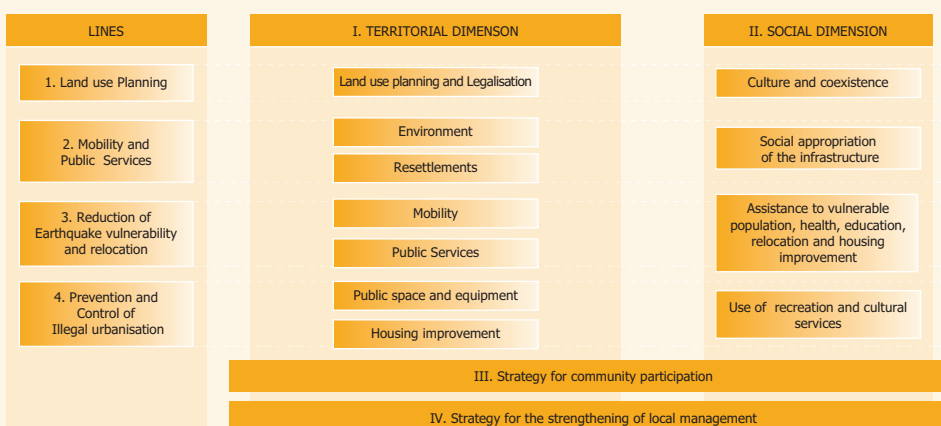 LINES
1. Land use Planning
2. Mobility and
Public Services
3. Reduction of
Earthquake vulnerability
and relocation
4. Prevention and
Control of
Illegal urbanisation
I. TERRITORIAL DIMENSON
Land use planning and Legalisation
Environment
Resettlements
Mobility
Public Services
Public space and equipment
Housing improvement
II. SOCIAL DIMENSION
Culture and coexistence
Social appropriation
of the infrastructure
Assistance to vulnerable
population, health, education,
relocation and housing
improvement
Use of recreation and cultural
services
III. Strategy for community participation
IV. Strategy for the strengthening of local management